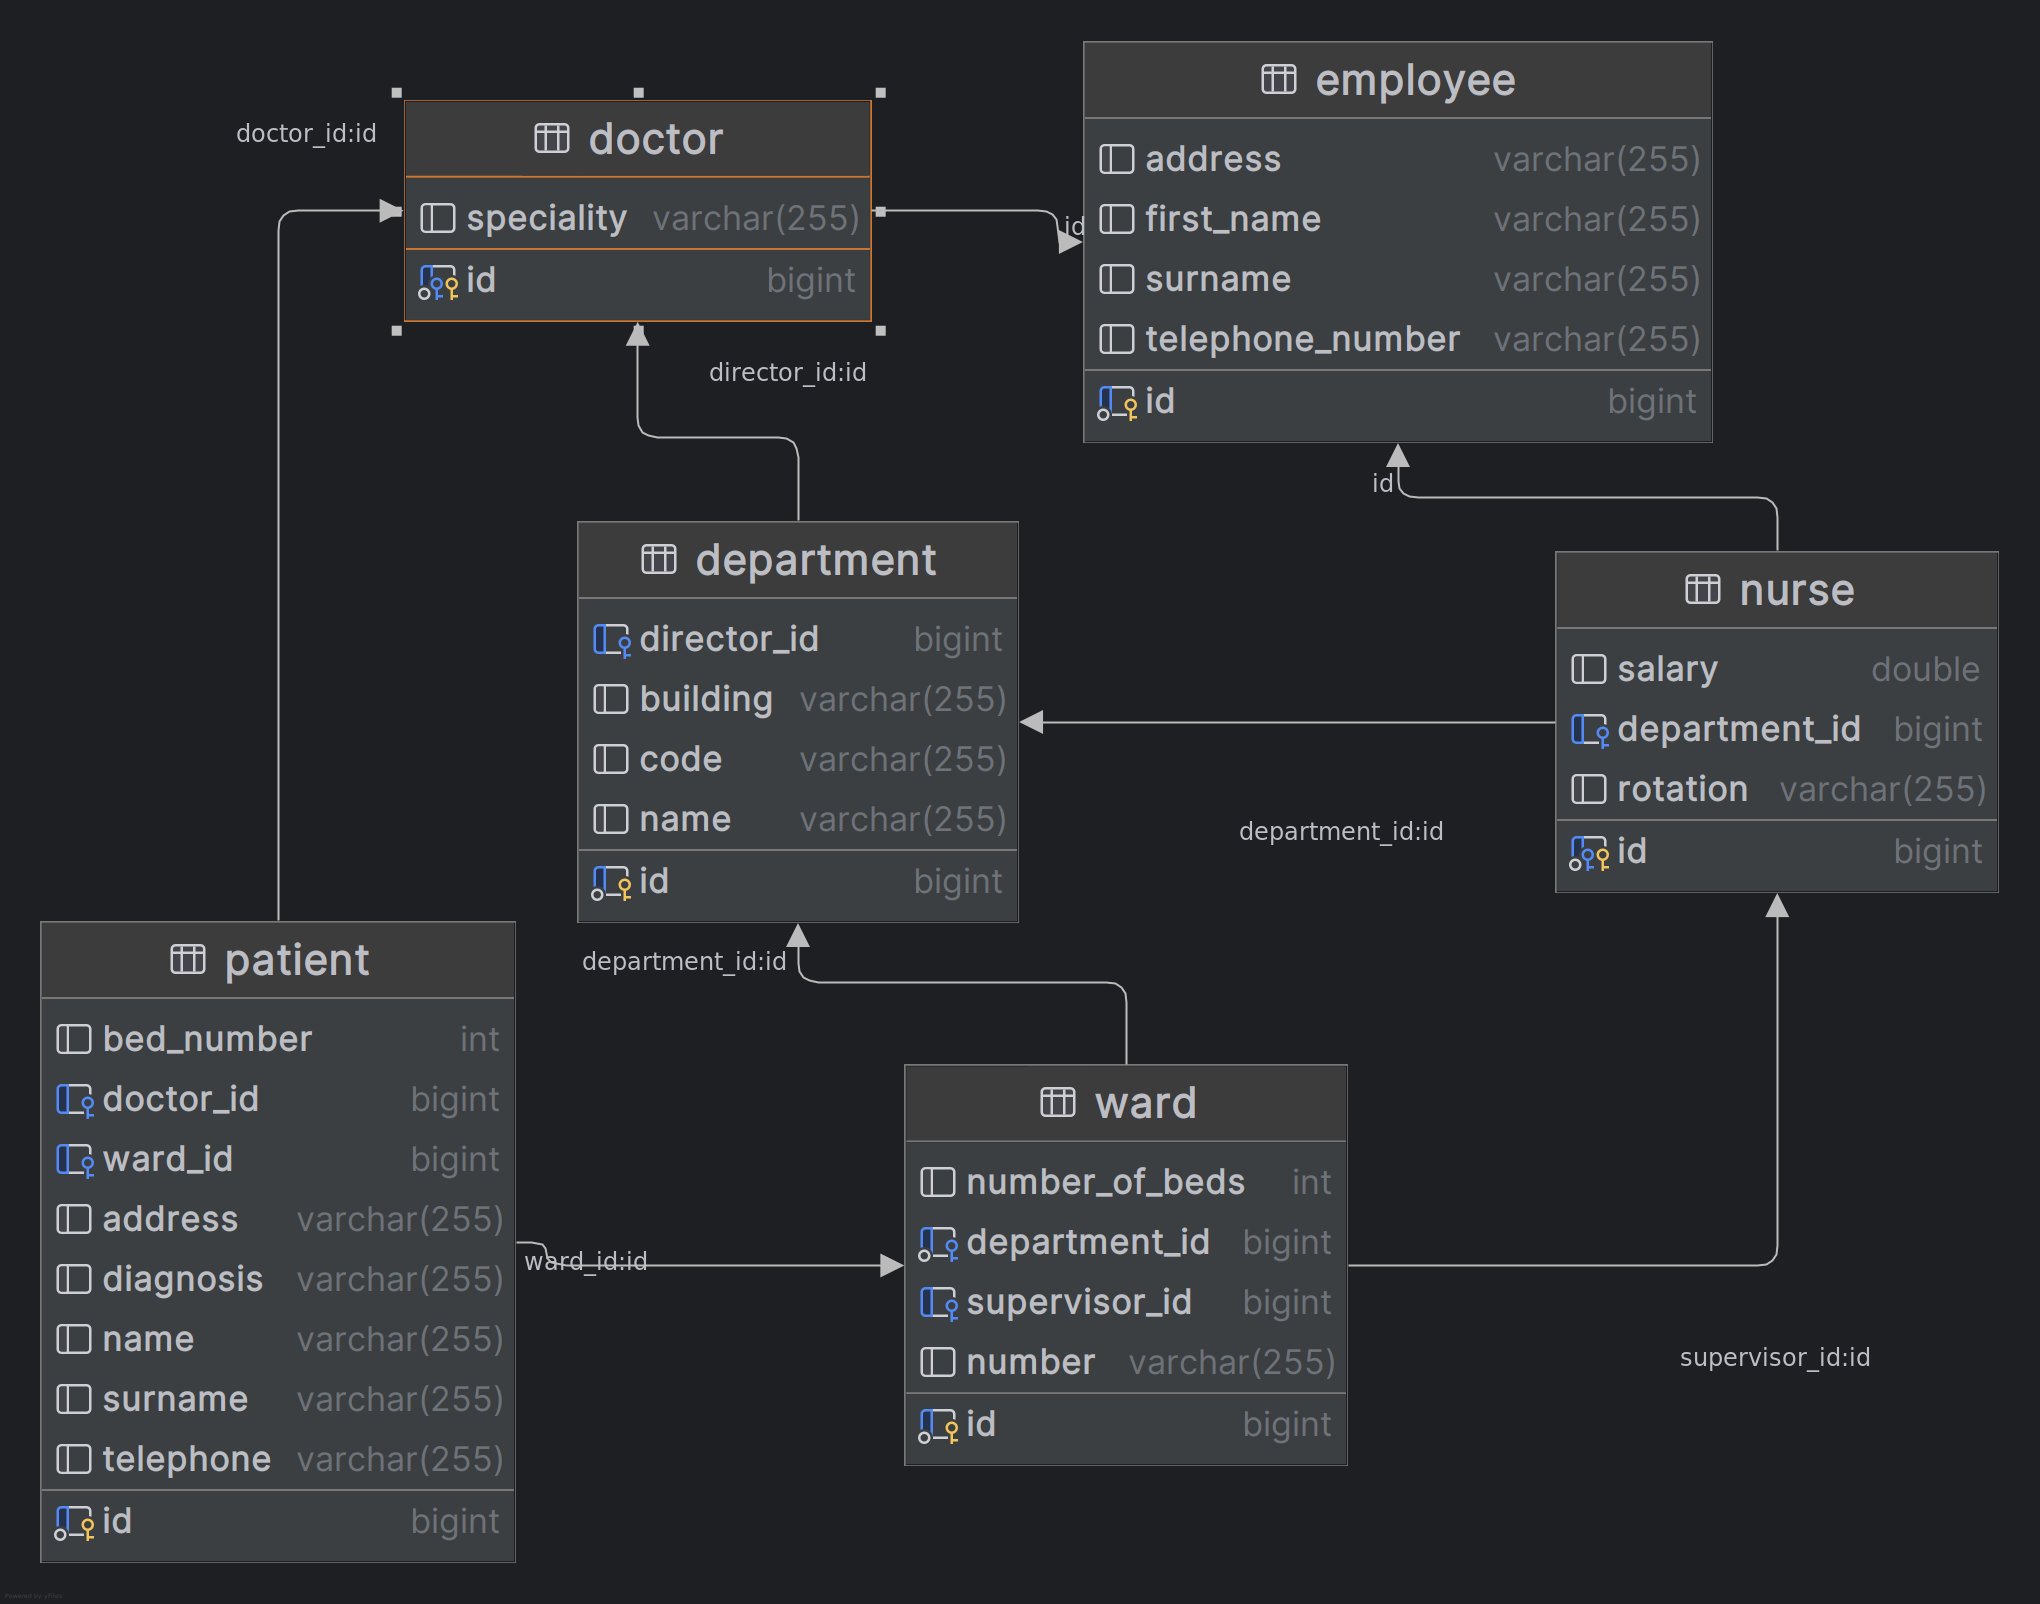 doctor_id:id
doctor
speciality varchar(255)
id bigint
id
employee
address varchar(255)
first_name varchar(255)
surname varchar(255)
telephone_number varchar(255)
id bigint
director_id:id
id
department
director_id bigint
building varchar(255)
code varchar(255)
name varchar(255)
id bigint
nurse
salary double
department_id bigint
rotation varchar(255)
id bigint
department_id:id
department_id:id
patient
bed_number int
doctor_id bigint
ward_id bigint
address varchar(255)
diagnosis varchar(255)
name varchar(255)
surname varchar(255)
telephone varchar(255)
id bigint
ward_id:id
ward
number_of_beds int
department_id bigint
supervisor_id bigint
number varchar(255)
id bigint
supervisor_id:id
Powered by yFiles